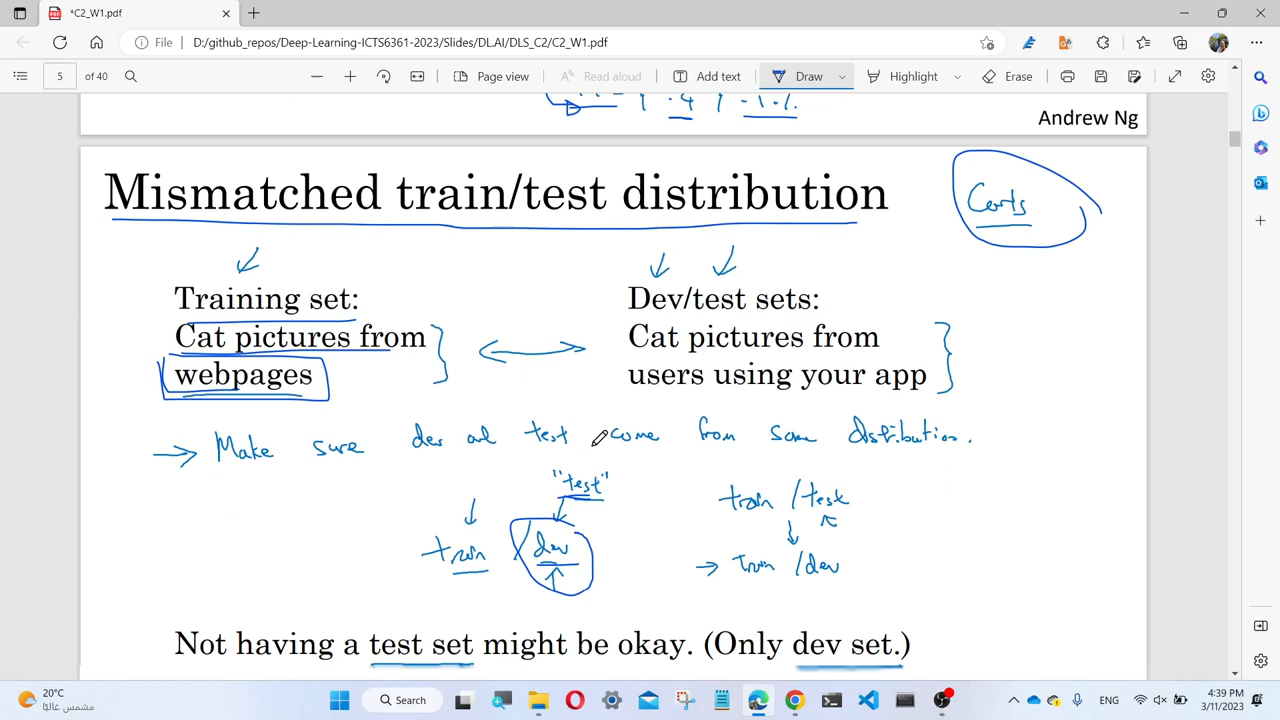 *C2_W1.pdf
File D:/github_repos/Deep-Learning-ICTS6361-2023/Slides/DL.AI/DLS_C2/C2_W1.pdf
5 of 40 Page view Read aloud Add text Draw Highlight Erase
Andrew Ng
Mismatched train/test distribution
Training set:
Cat pictures from
webpages
Dev/test sets:
Cat pictures from
users using your app
→ Make sure dev and test come from same distribution.
"test"
train / dev
train / test
→ train / dev
Not having a test set might be okay. (Only dev set.)
20°C
مشمس غالبًا
Search
ENG
4:39 PM
3/11/2023